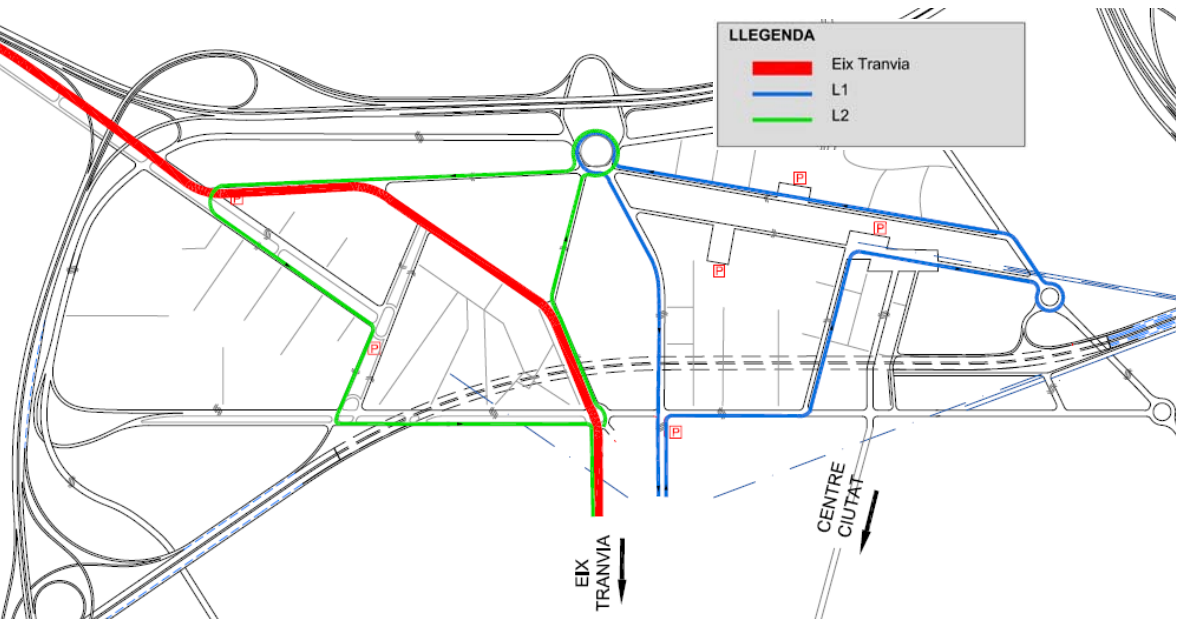 LLEGENDA
Eix Tranvia
L1
L2
P
P
P
P
P
P
CENTRE
CIUTAT
EIX
TRANVIA